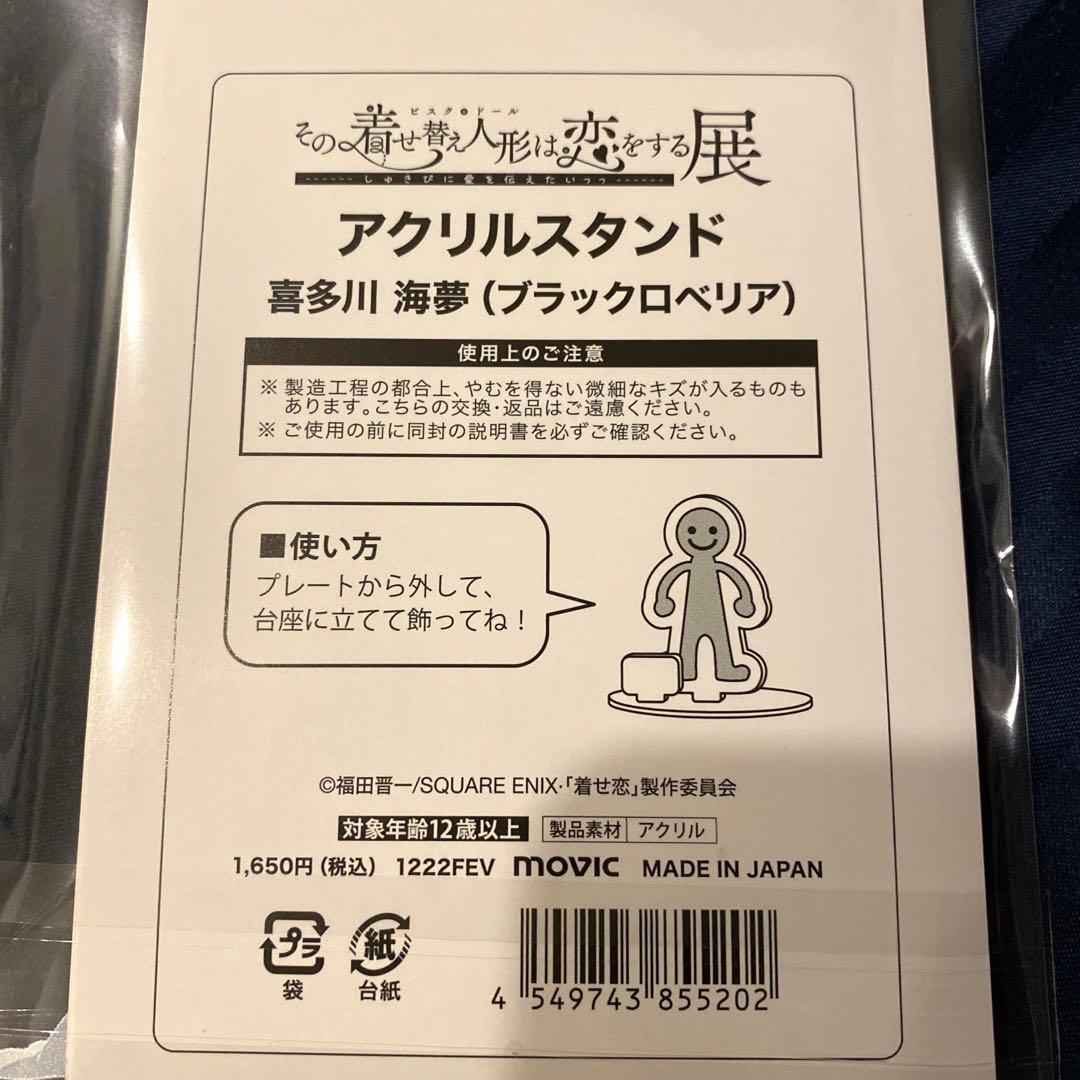 ビスク・ドール
その着せ替え人形は恋をする展
しゅきぴに愛を伝えたいっっ
アクリルスタンド
喜多川 海夢（ブラックロベリア）
使用上のご注意
※ 製造工程の都合上、やむを得ない微細なキズが入るものも
あります。こちらの交換・返品はご遠慮ください。
※ ご使用の前に同封の説明書を必ずご確認ください。
■使い方
プレートから外して、
台座に立てて飾ってね！
©福田晋一/SQUARE ENIX・「着せ恋」製作委員会
対象年齢12歳以上 製品素材 アクリル
1,650円（税込） 1222FEV movic MADE IN JAPAN
プラ 紙
袋 台紙
4 549743 855202